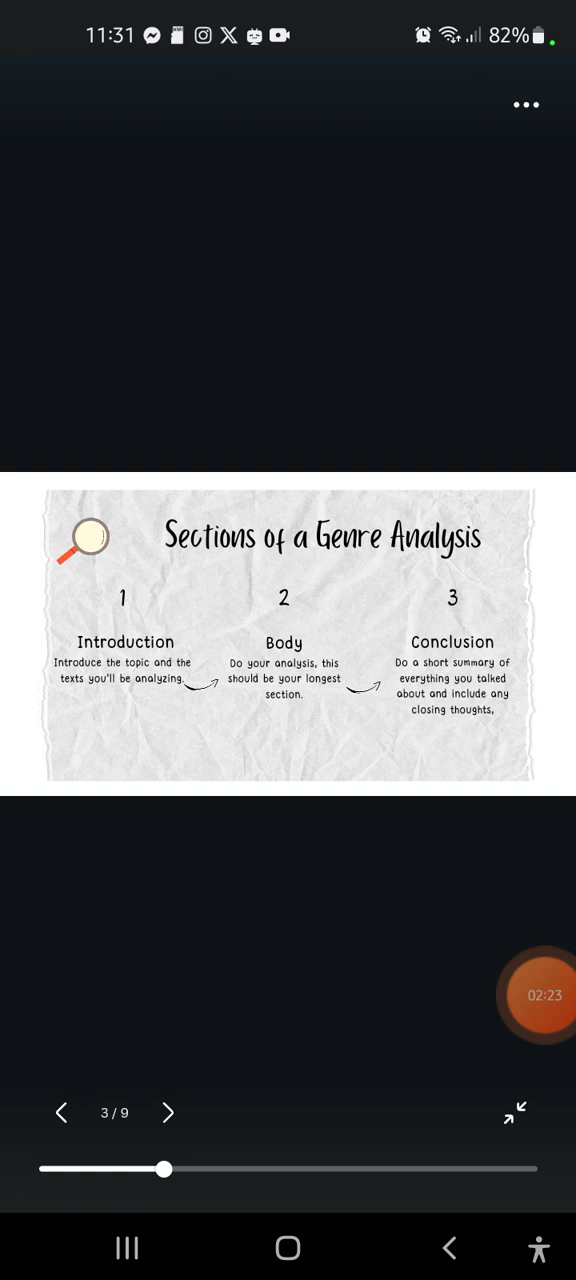 11:31
82%
Sections of a Genre Analysis
1
Introduction
Introduce the topic and the
texts you'll be analyzing.
2
Body
Do your analysis, this
should be your longest
section.
3
Conclusion
Do a short summary of
everything you talked
about and include any
closing thoughts,
02:23
3 / 9